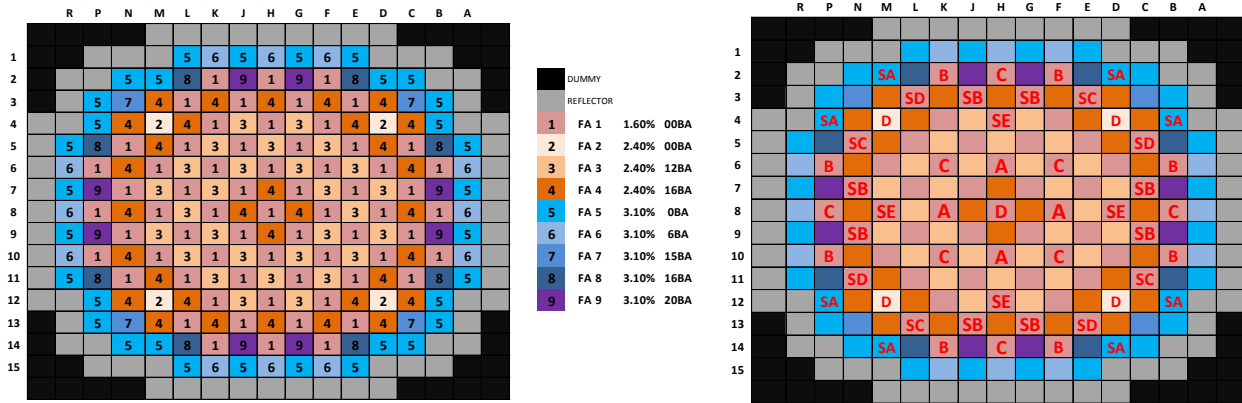 R P N M L K J H G F E D C B A
1 5 6 5 6 5 6 5
2 5 5 8 1 9 1 9 1 8 5 5
3 5 7 4 1 4 1 4 1 4 1 4 7 5
4 5 4 2 4 1 3 1 3 1 4 2 4 5
5 5 8 1 4 1 3 1 3 1 3 1 4 1 8 5
6 6 1 4 1 3 1 3 1 3 1 3 1 4 1 6
7 5 9 1 3 1 3 1 4 1 3 1 3 1 9 5
8 6 1 4 1 3 1 4 1 4 1 3 1 4 1 6
9 5 9 1 3 1 3 1 4 1 3 1 3 1 9 5
10 6 1 4 1 3 1 3 1 3 1 3 1 4 1 6
11 5 8 1 4 1 3 1 3 1 3 1 4 1 8 5
12 5 4 2 4 1 3 1 3 1 4 2 4 5
13 5 7 4 1 4 1 4 1 4 1 4 7 5
14 5 5 8 1 9 1 9 1 8 5 5
15 5 6 5 6 5 6 5
DUMMY
REFLECTOR
1 FA 1 1.60% 00BA
2 FA 2 2.40% 00BA
3 FA 3 2.40% 12BA
4 FA 4 2.40% 16BA
5 FA 5 3.10% 0BA
6 FA 6 3.10% 6BA
7 FA 7 3.10% 15BA
8 FA 8 3.10% 16BA
9 FA 9 3.10% 20BA
R P N M L K J H G F E D C B A
1
2 SA B C B SA
3 SD SB SB SC
4 SA D SE D SA
5 SC SD
6 B C A C B
7 SB SB
8 C SE A D A SE C
9 SB SB
10 B C A C B
11 SD SC
12 SA D SE D SA
13 SC SB SB SD
14 SA B C B SA
15